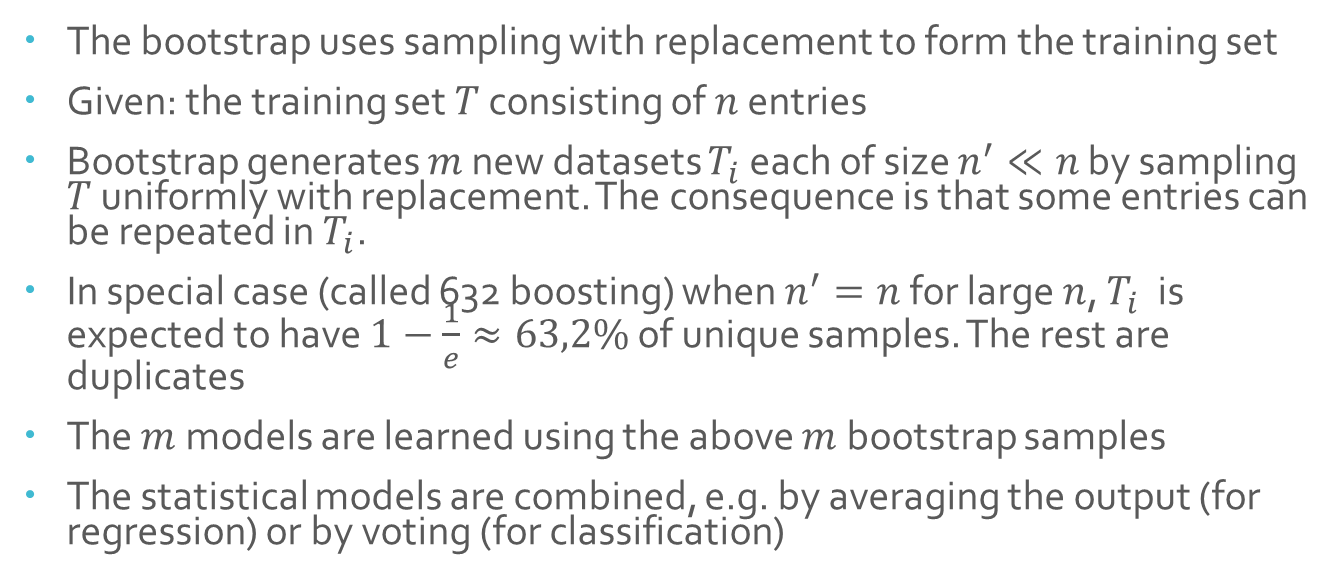 • The bootstrap uses sampling with replacement to form the training set
• Given: the training set T consisting of n entries
• Bootstrap generates m new datasets Tᵢ each of size n′ ≪ n by sampling
T uniformly with replacement. The consequence is that some entries can
be repeated in Tᵢ.
• In special case (called 632 boosting) when n′ = n for large n, Tᵢ is
expected to have 1 − 1/e ≈ 63,2% of unique samples. The rest are
duplicates
• The m models are learned using the above m bootstrap samples
• The statistical models are combined, e.g. by averaging the output (for
regression) or by voting (for classification)